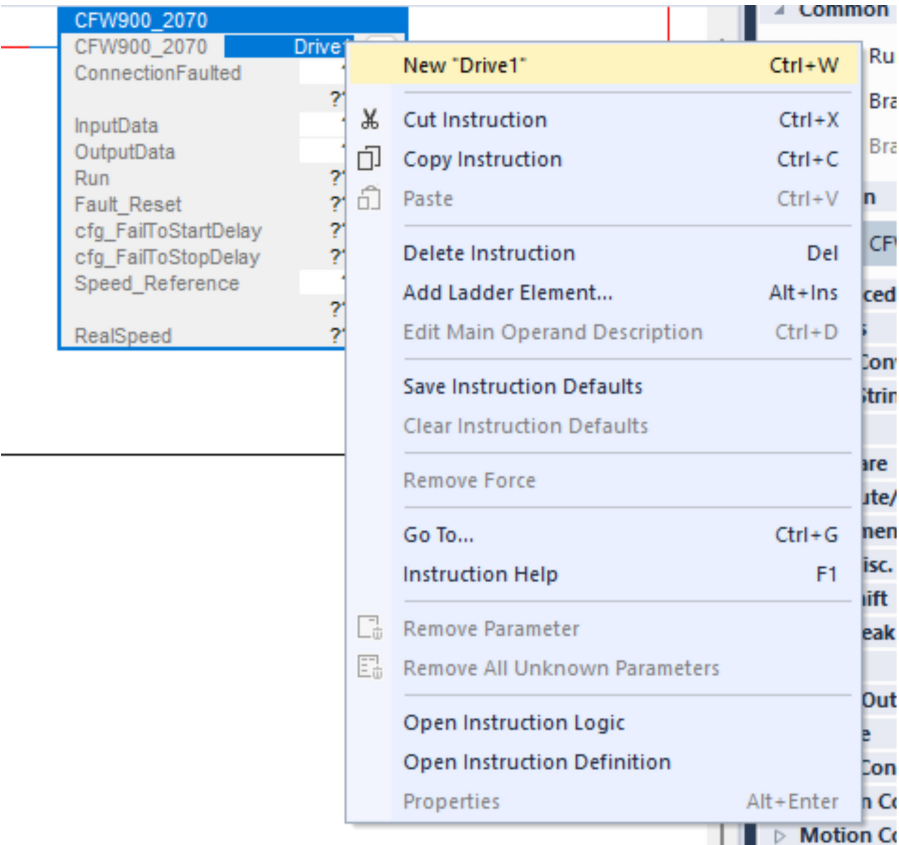 CFW900_2070
CFW900_2070 Drive1
ConnectionFaulted
InputData
OutputData
Run
Fault_Reset
cfg_FailToStartDelay
cfg_FailToStopDelay
Speed_Reference
RealSpeed
New "Drive1" Ctrl+W
Cut Instruction Ctrl+X
Copy Instruction Ctrl+C
Paste Ctrl+V
Delete Instruction Del
Add Ladder Element... Alt+Ins
Edit Main Operand Description Ctrl+D
Save Instruction Defaults
Clear Instruction Defaults
Remove Force
Go To... Ctrl+G
Instruction Help F1
Remove Parameter
Remove All Unknown Parameters
Open Instruction Logic
Open Instruction Definition
Properties Alt+Enter
Common
Motion